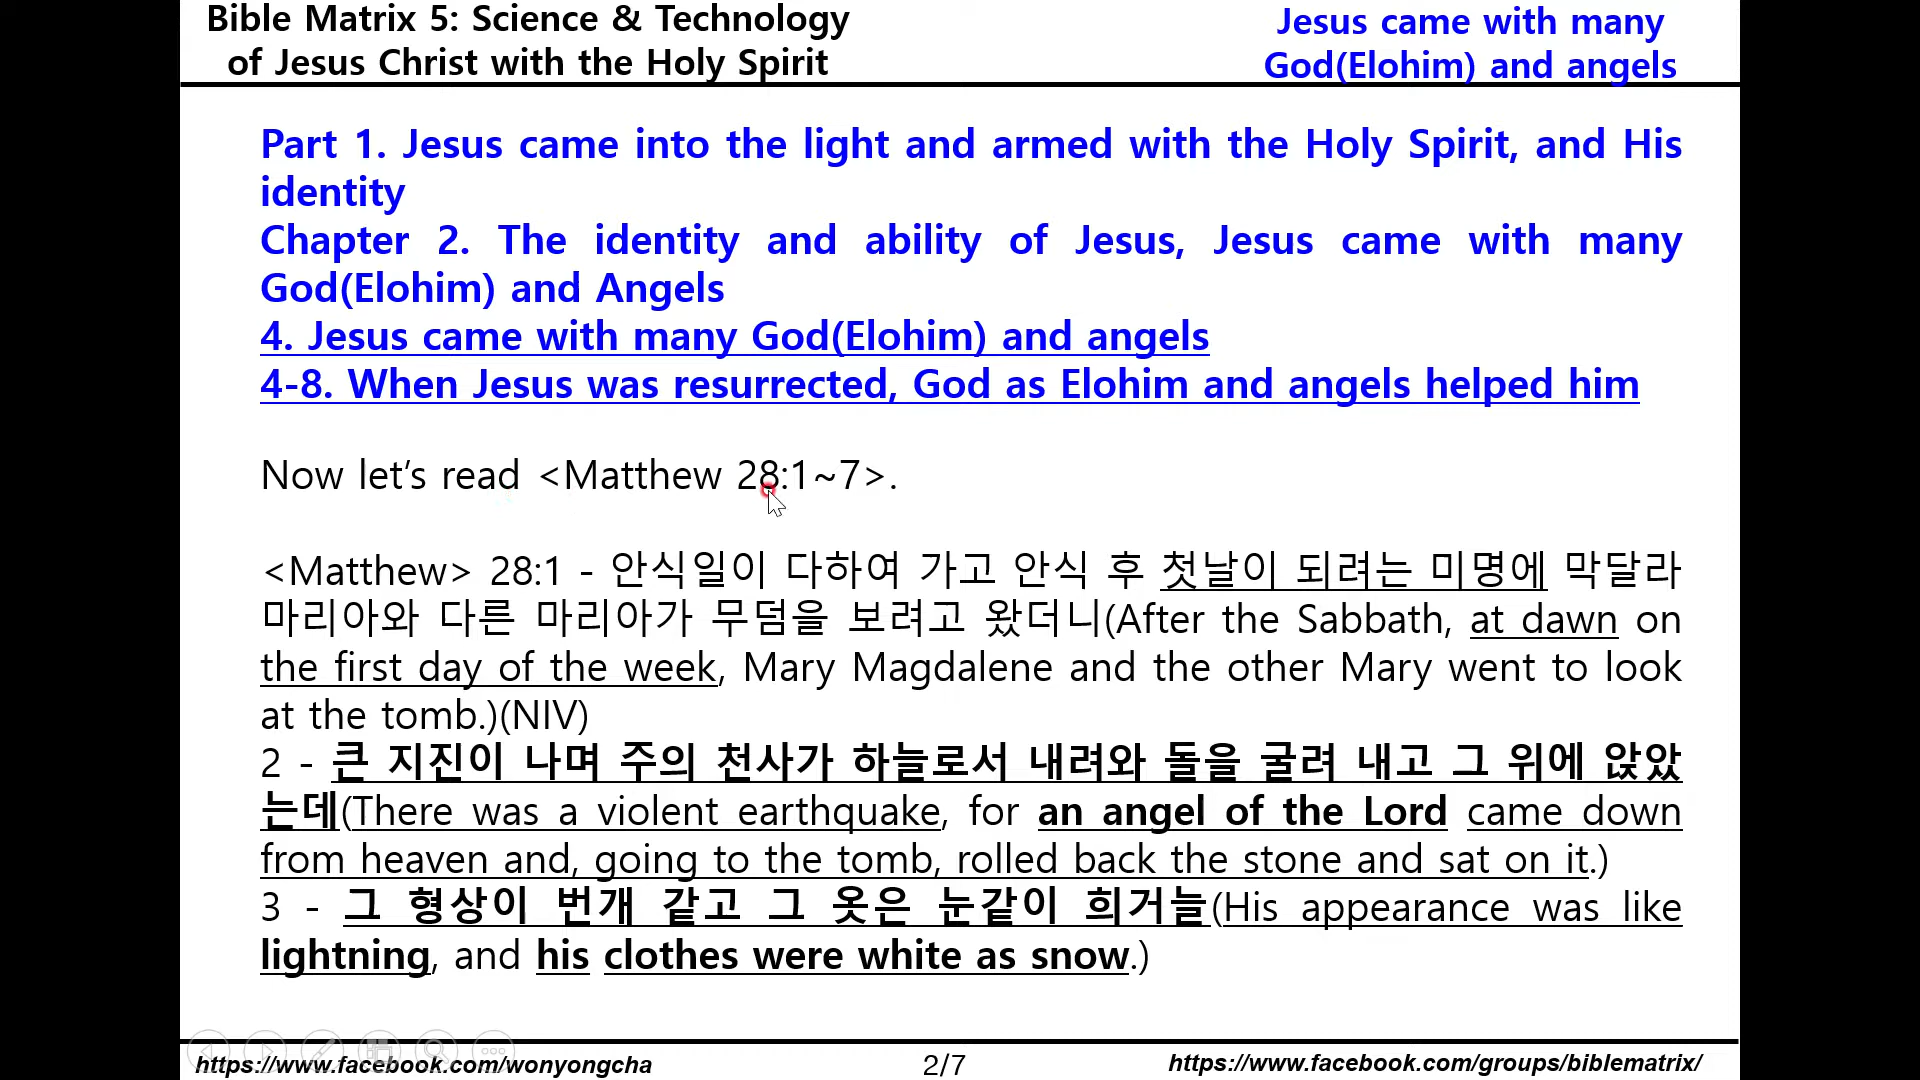 Bible Matrix 5: Science & Technology
of Jesus Christ with the Holy Spirit
Jesus came with many
God(Elohim) and angels
Part 1. Jesus came into the light and armed with the Holy Spirit, and His
identity
Chapter 2. The identity and ability of Jesus, Jesus came with many
God(Elohim) and Angels
4. Jesus came with many God(Elohim) and angels
4-8. When Jesus was resurrected, God as Elohim and angels helped him
Now let’s read <Matthew 28:1~7>.
<Matthew> 28:1 - 안식일이 다하여 가고 안식 후 첫날이 되려는 미명에 막달라
마리아와 다른 마리아가 무덤을 보려고 왔더니(After the Sabbath, at dawn on
the first day of the week, Mary Magdalene and the other Mary went to look
at the tomb.)(NIV)
2 - 큰 지진이 나며 주의 천사가 하늘로서 내려와 돌을 굴려 내고 그 위에 앉았
는데(There was a violent earthquake, for an angel of the Lord came down
from heaven and, going to the tomb, rolled back the stone and sat on it.)
3 - 그 형상이 번개 같고 그 옷은 눈같이 희거늘(His appearance was like
lightning, and his clothes were white as snow.)
https://www.facebook.com/wonyongcha
2/7
https://www.facebook.com/groups/biblematrix/